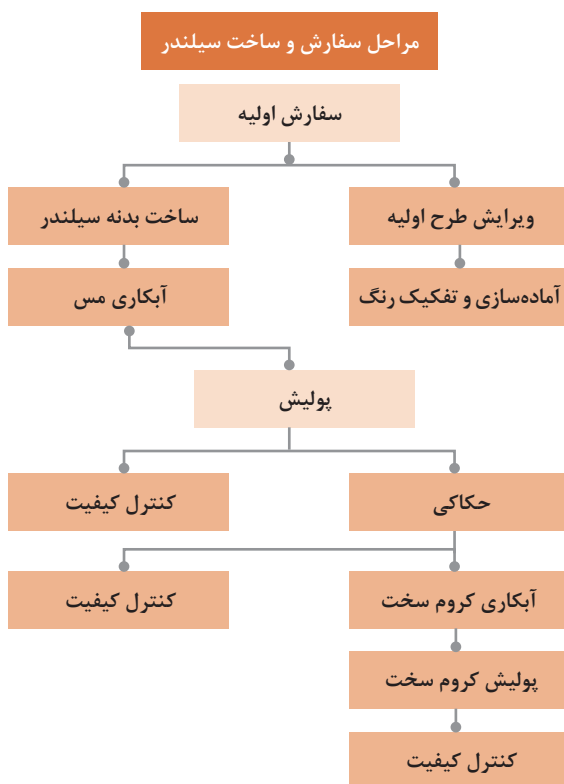 مراحل سفارش و ساخت سیلندر
سفارش اولیه
ویرایش طرح اولیه
ساخت بدنه سیلندر
آماده‌سازی و تفکیک رنگ
آبکاری مس
پولیش
حکاکی
کنترل کیفیت
آبکاری کروم سخت
کنترل کیفیت
پولیش کروم سخت
کنترل کیفیت